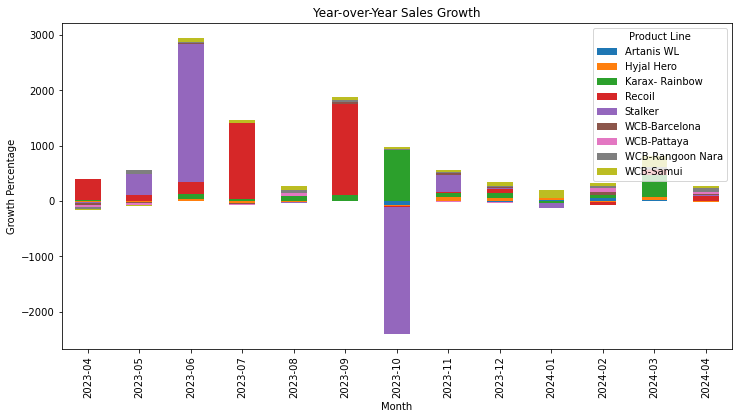 Year-over-Year Sales Growth
Growth Percentage
3000
2000
1000
0
−1000
−2000
Product Line
Artanis WL
Hyjal Hero
Karax- Rainbow
Recoil
Stalker
WCB-Barcelona
WCB-Pattaya
WCB-Rangoon Nara
WCB-Samui
2023-04
2023-05
2023-06
2023-07
2023-08
2023-09
2023-10
2023-11
2023-12
2024-01
2024-02
2024-03
2024-04
Month